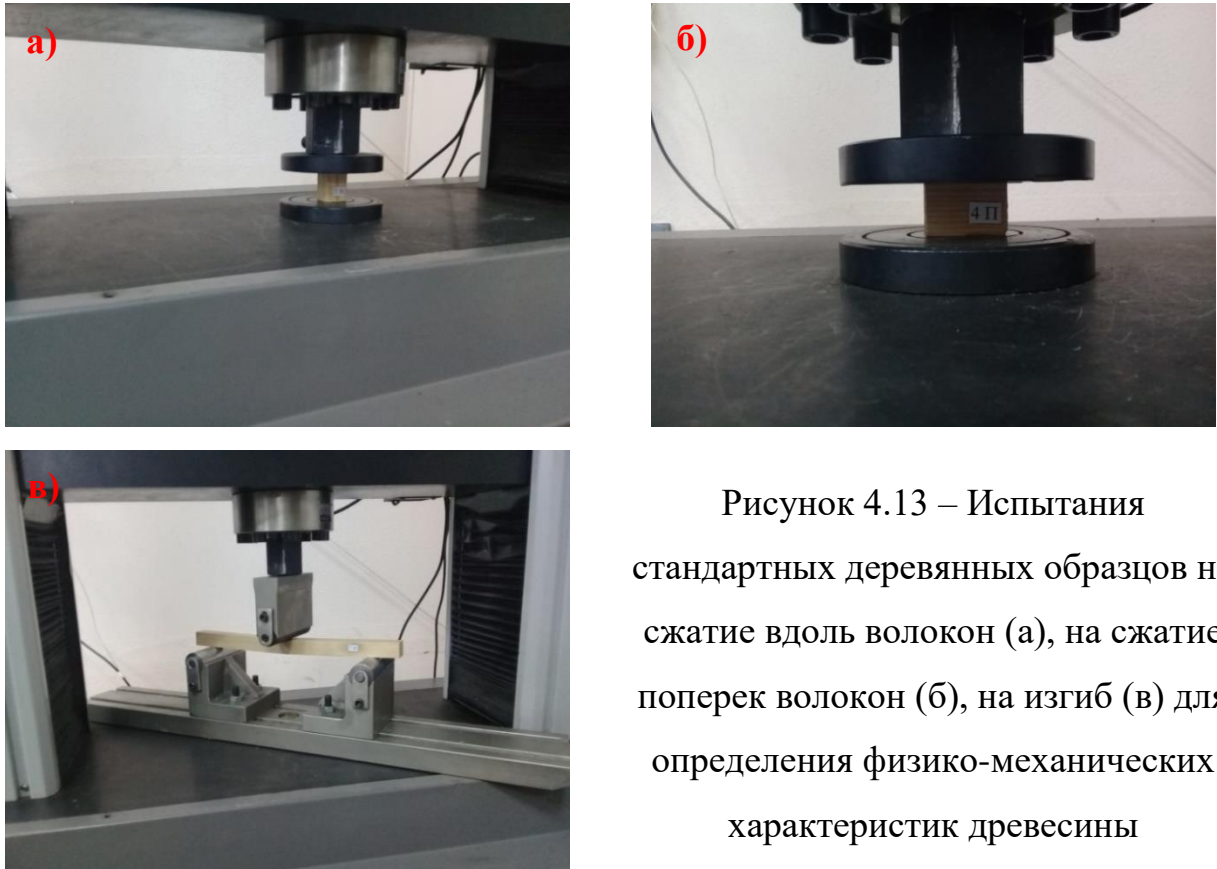 а)
б)
4 П
в)
Рисунок 4.13 – Испытания
стандартных деревянных образцов н
сжатие вдоль волокон (а), на сжатие
поперек волокон (б), на изгиб (в) для
определения физико-механических
характеристик древесины